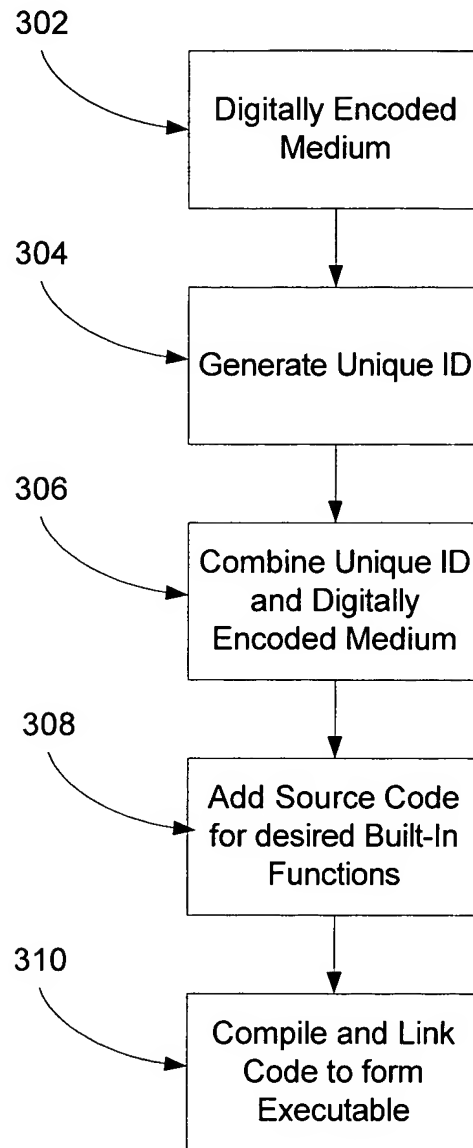 302
Digitally Encoded
Medium
304
Generate Unique ID
306
Combine Unique ID
and Digitally
Encoded Medium
308
Add Source Code
for desired Built-In
Functions
310
Compile and Link
Code to form
Executable